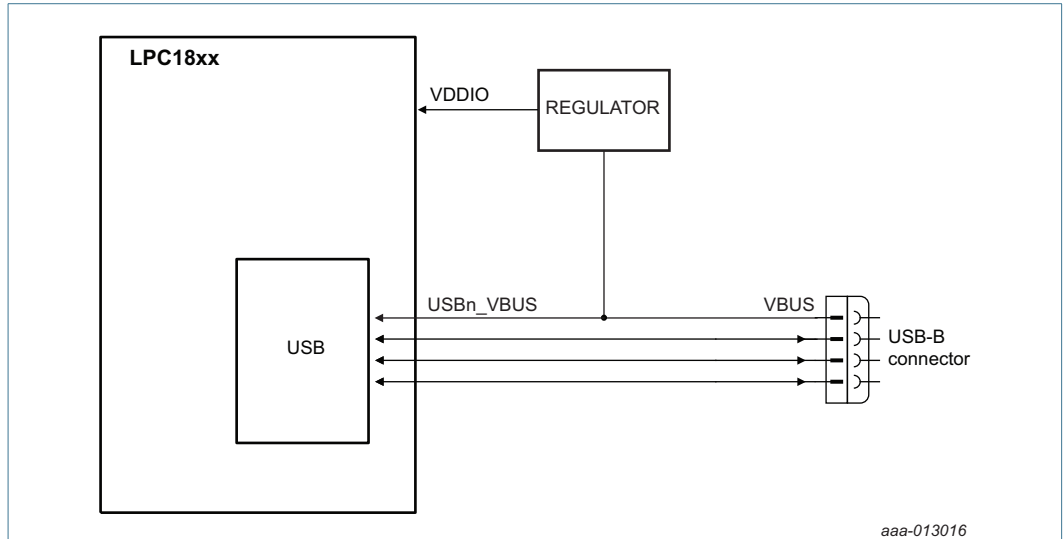 LPC18xx
VDDIO
REGULATOR
USBn_VBUS
VBUS
USB
USB-B
connector
aaa-013016